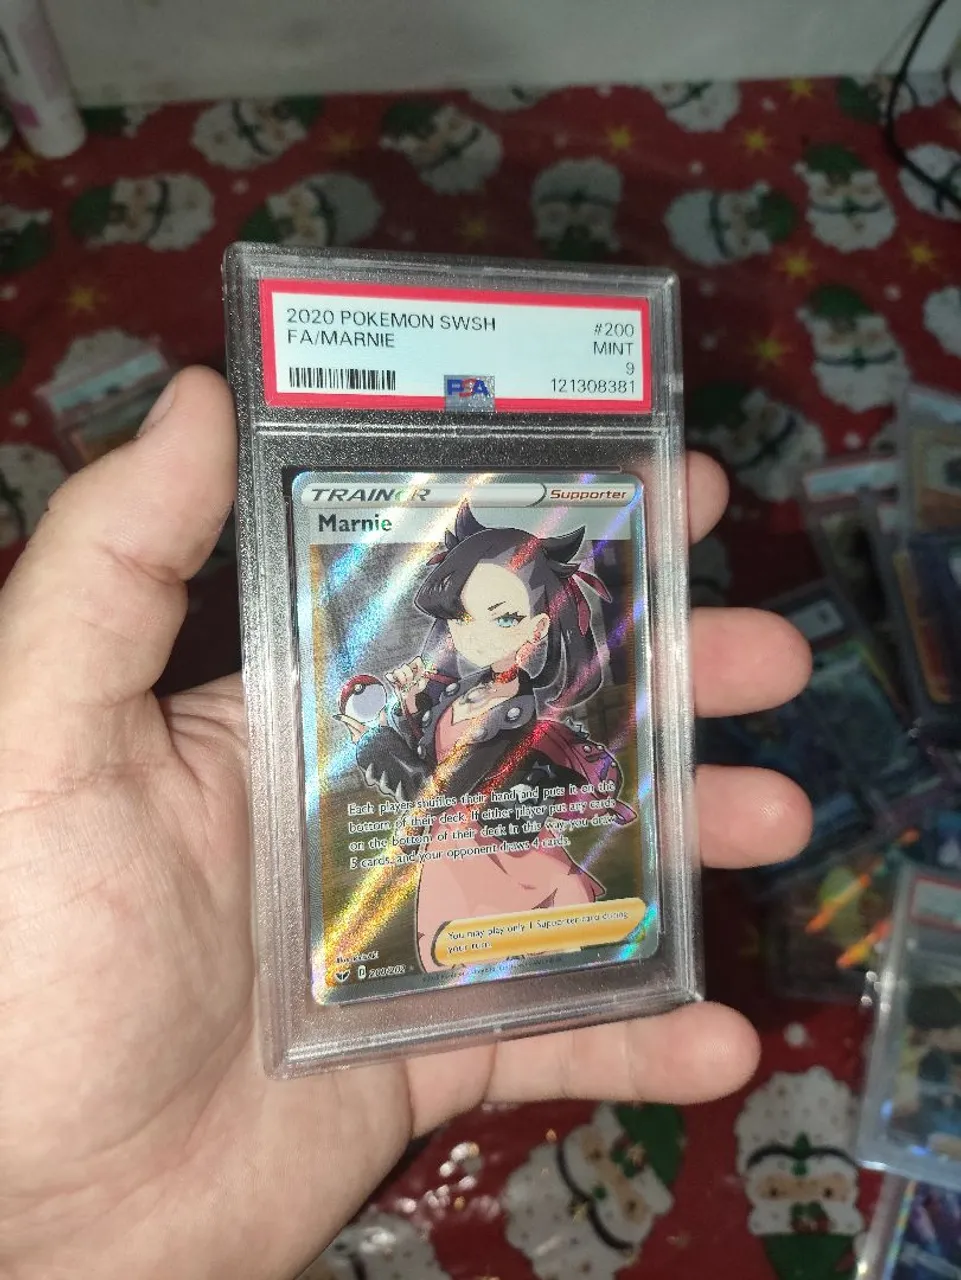 2020 POKEMON SWSH
#200
FA/MARNIE
MINT
9
PSA
121308381
TRAINER
Supporter
Marnie
Each player shuffles their hand and puts it on the
bottom of their deck. If either player put any cards
on the bottom of their deck in this way, you draw
5 cards, and your opponent draws 4 cards.
You may play only 1 Supporter card during
your turn.
D
200/202